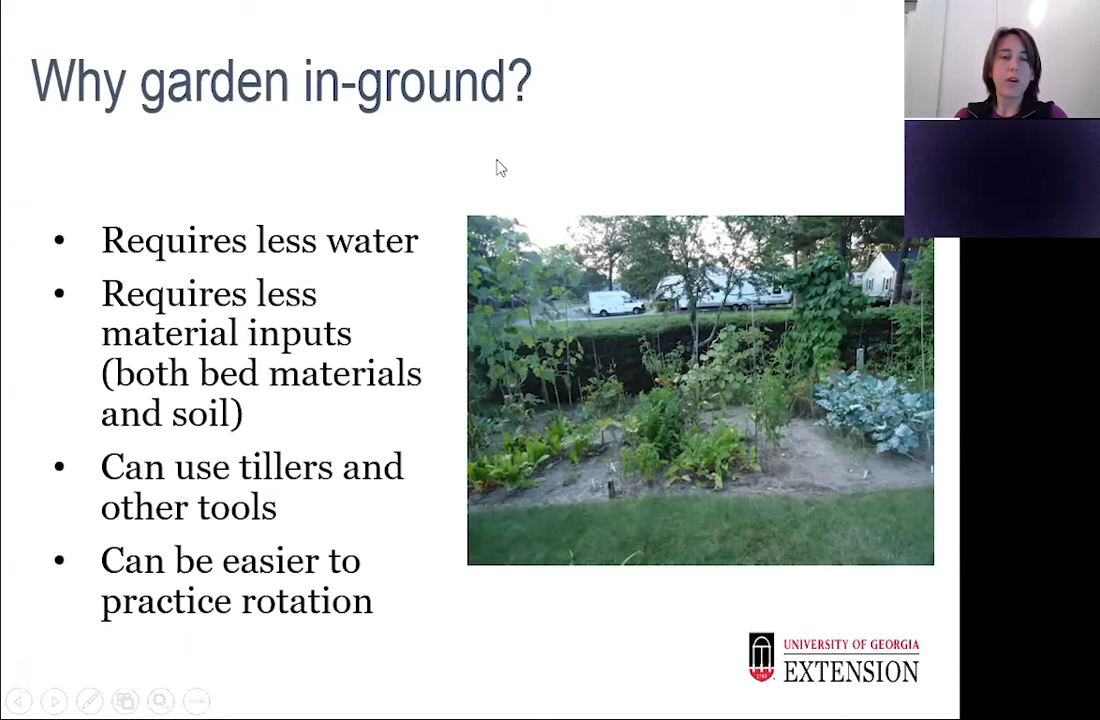 Why garden in-ground?
• Requires less water
• Requires less
material inputs
(both bed materials
and soil)
• Can use tillers and
other tools
• Can be easier to
practice rotation
UNIVERSITY OF GEORGIA
EXTENSION